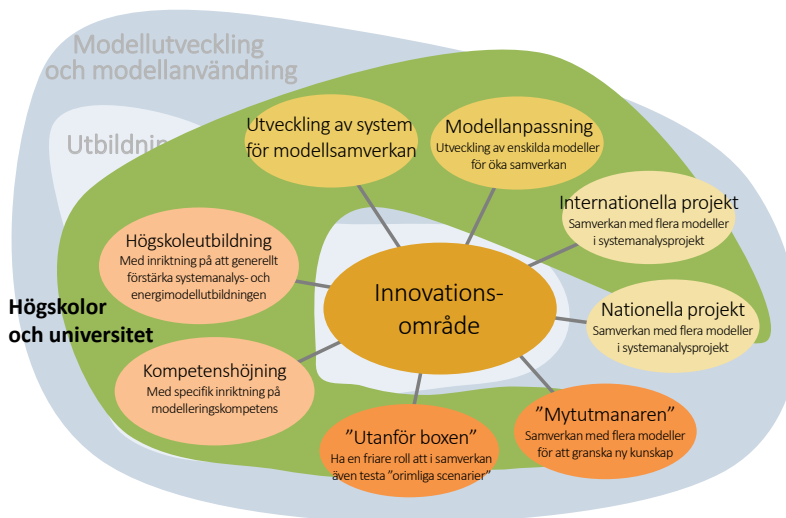 Modellutveckling
och modellanvändning
Utbildnin
Utveckling av system
för modellsamverkan
Modellanpassning
Utveckling av enskilda modeller
för öka samverkan
Internationella projekt
Samverkan med flera modeller
i systemanalysprojekt
Högskoleutbildning
Med inriktning på att generellt
förstärka systemanalys- och
energimodellutbildningen
Innovations-
område
Högskolor
och universitet
Nationella projekt
Samverkan med flera modeller
i systemanalysprojekt
Kompetenshöjning
Med specifik inriktning på
modelleringskompetens
”Utanför boxen”
Ha en friare roll att i samverkan
även testa ”orimliga scenarier”
”Mytutmanaren”
Samverkan med flera modeller
för att granska ny kunskap